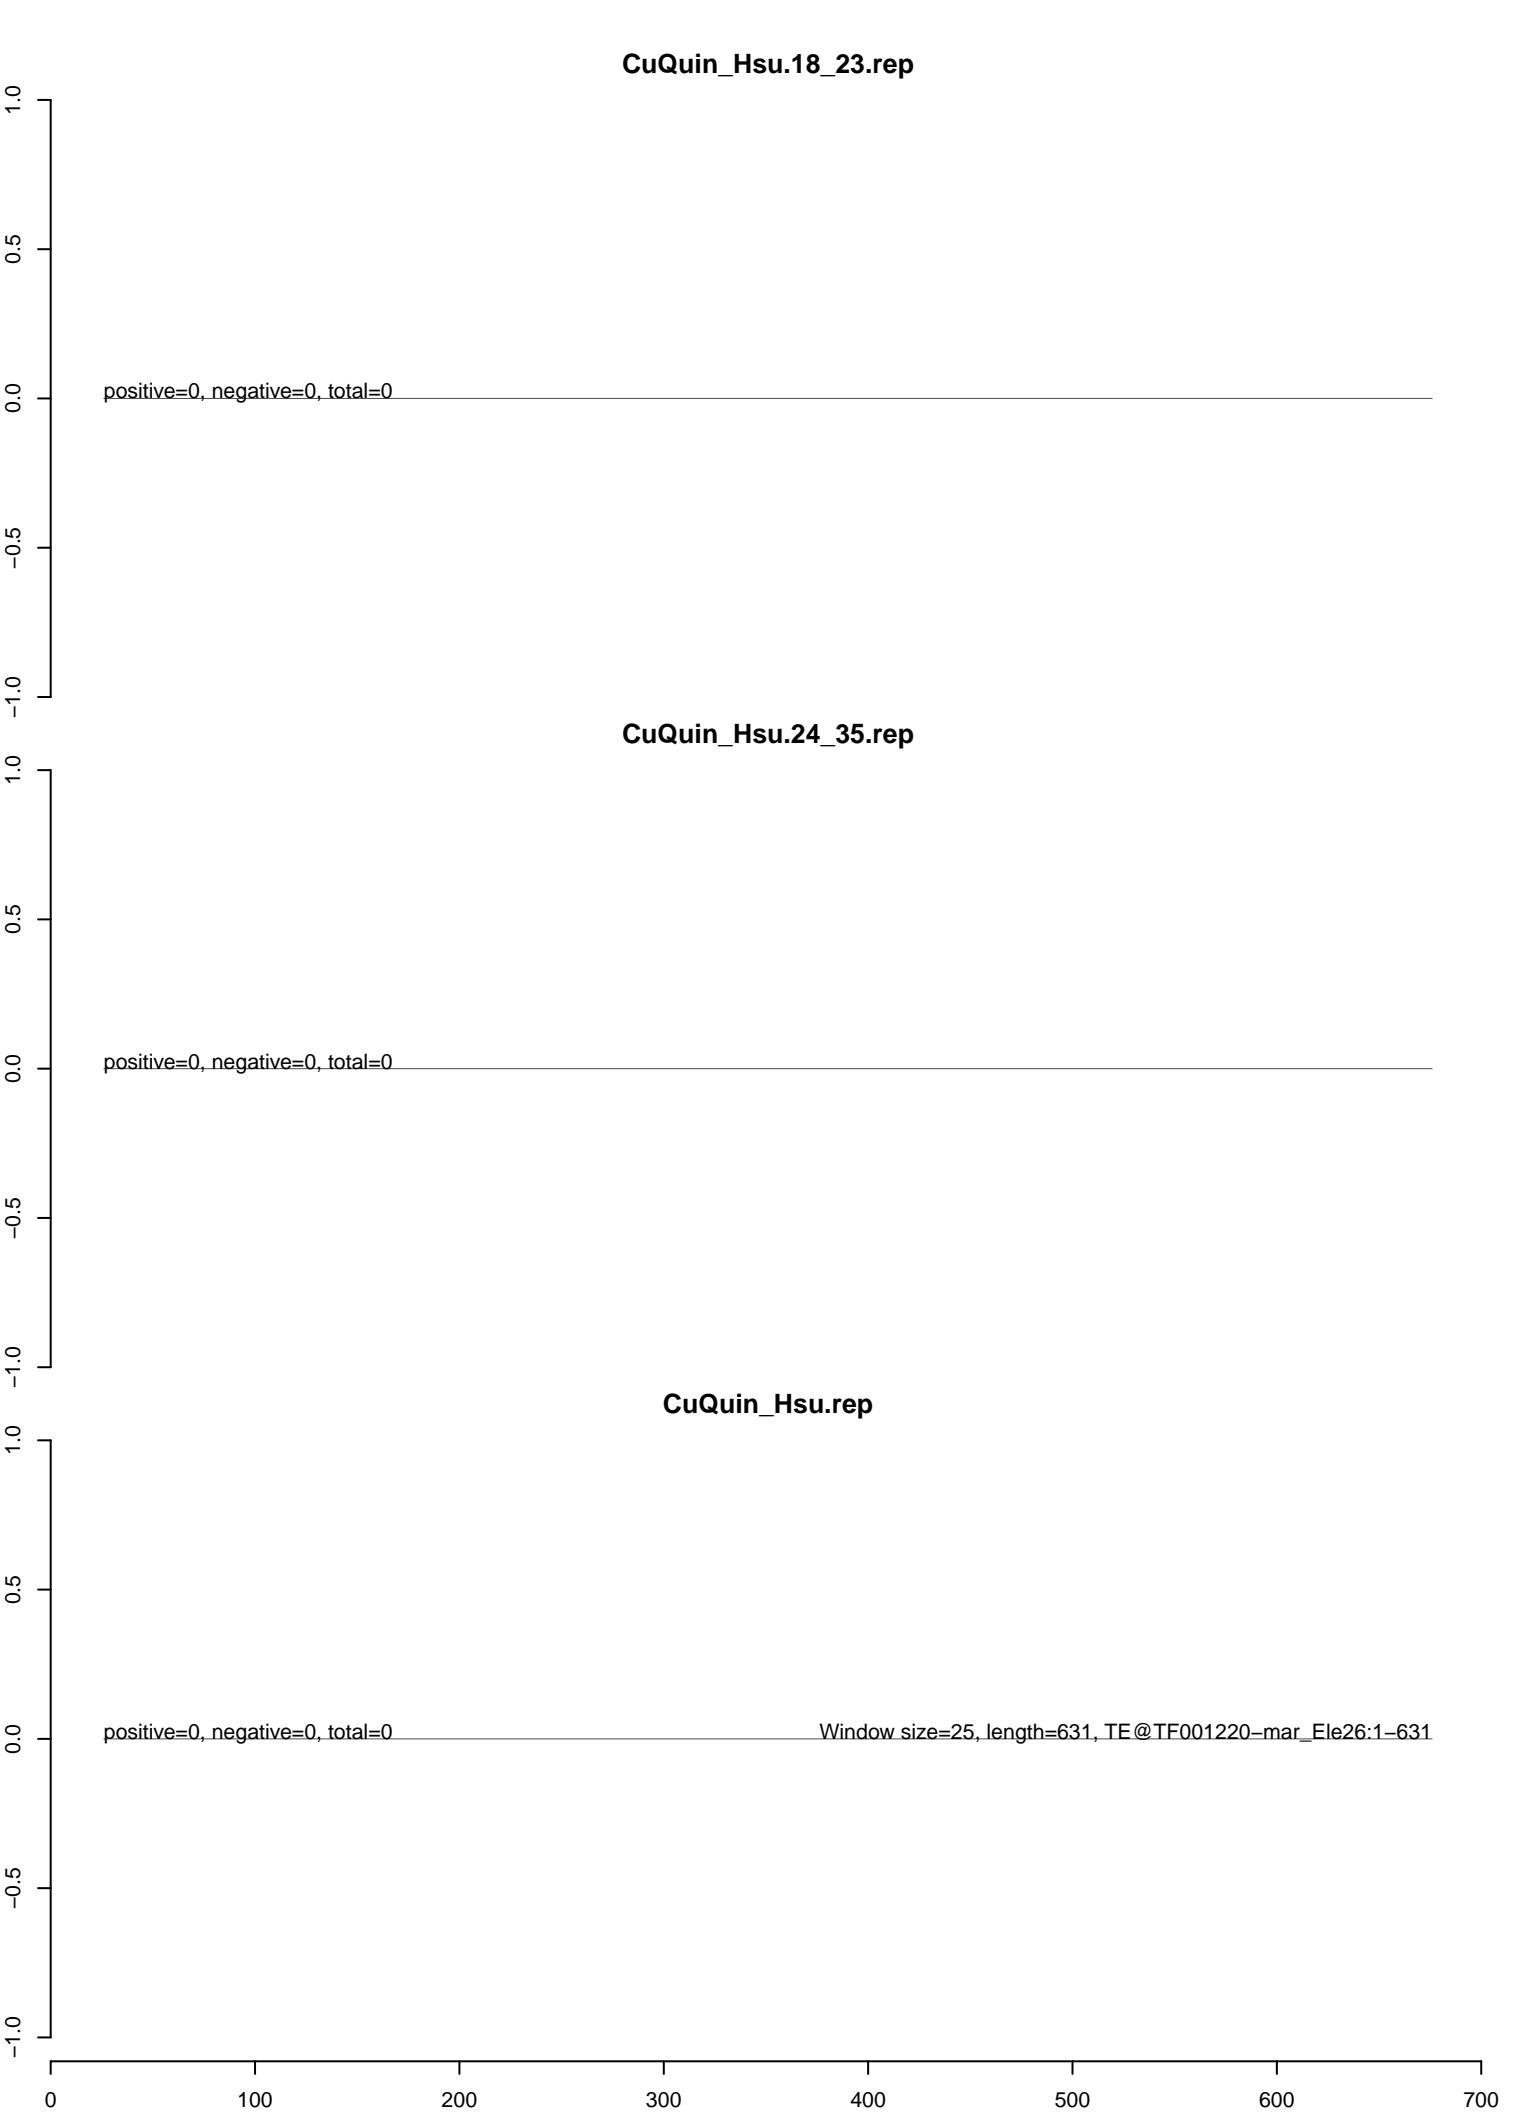 CuQuin_Hsu.18_23.rep
1.0
0.5
0.0
−0.5
−1.0
positive=0, negative=0, total=0
CuQuin_Hsu.24_35.rep
1.0
0.5
0.0
−0.5
−1.0
positive=0, negative=0, total=0
CuQuin_Hsu.rep
1.0
0.5
0.0
−0.5
−1.0
positive=0, negative=0, total=0
Window size=25, length=631, TE@TF001220−mar_Ele26:1−631
0 100 200 300 400 500 600 700